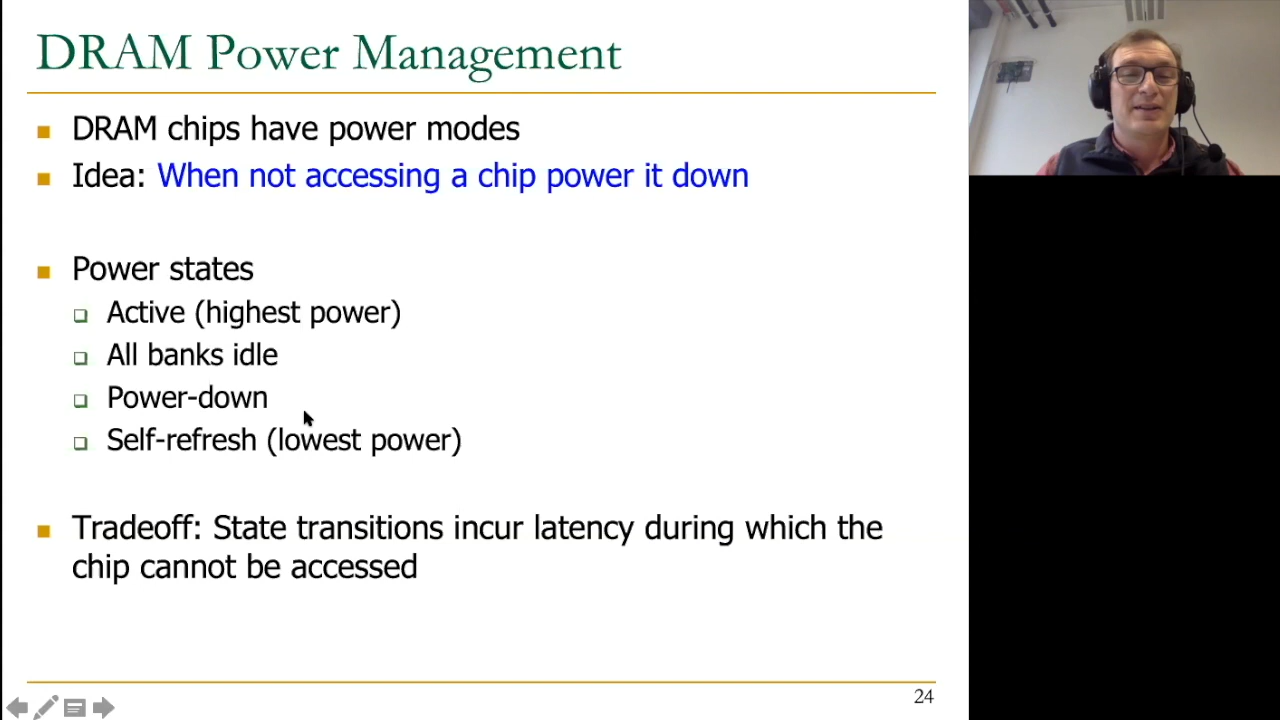 DRAM Power Management
DRAM chips have power modes
Idea: When not accessing a chip power it down
Power states
Active (highest power)
All banks idle
Power-down
Self-refresh (lowest power)
Tradeoff: State transitions incur latency during which the
chip cannot be accessed
24